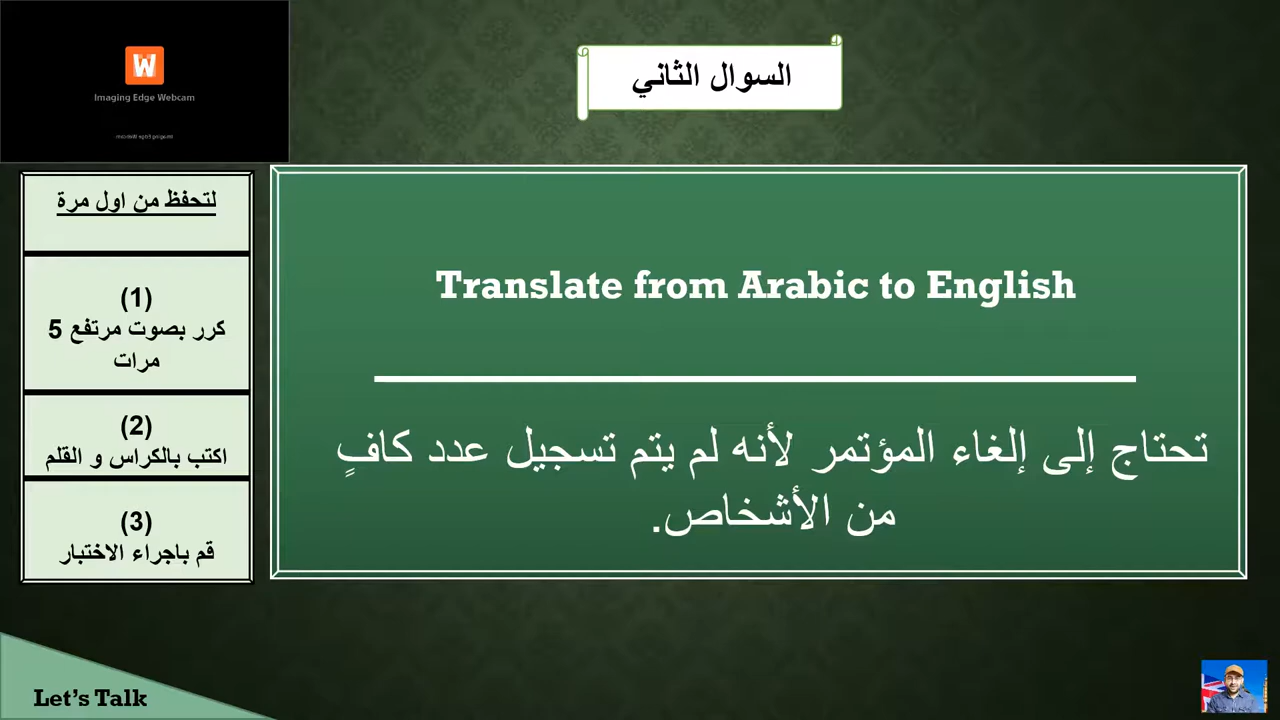 W
Imaging Edge Webcam
السوال الثاني
لتحفظ من اول مرة
(1)
كرر بصوت مرتفع 5
مرات
(2)
اكتب بالكراس و القلم
(3)
قم باجراء الاختبار
Translate from Arabic to English
تحتاج إلى إلغاء المؤتمر لأنه لم يتم تسجيل عدد كافٍ
من الأشخاص.
Let's Talk